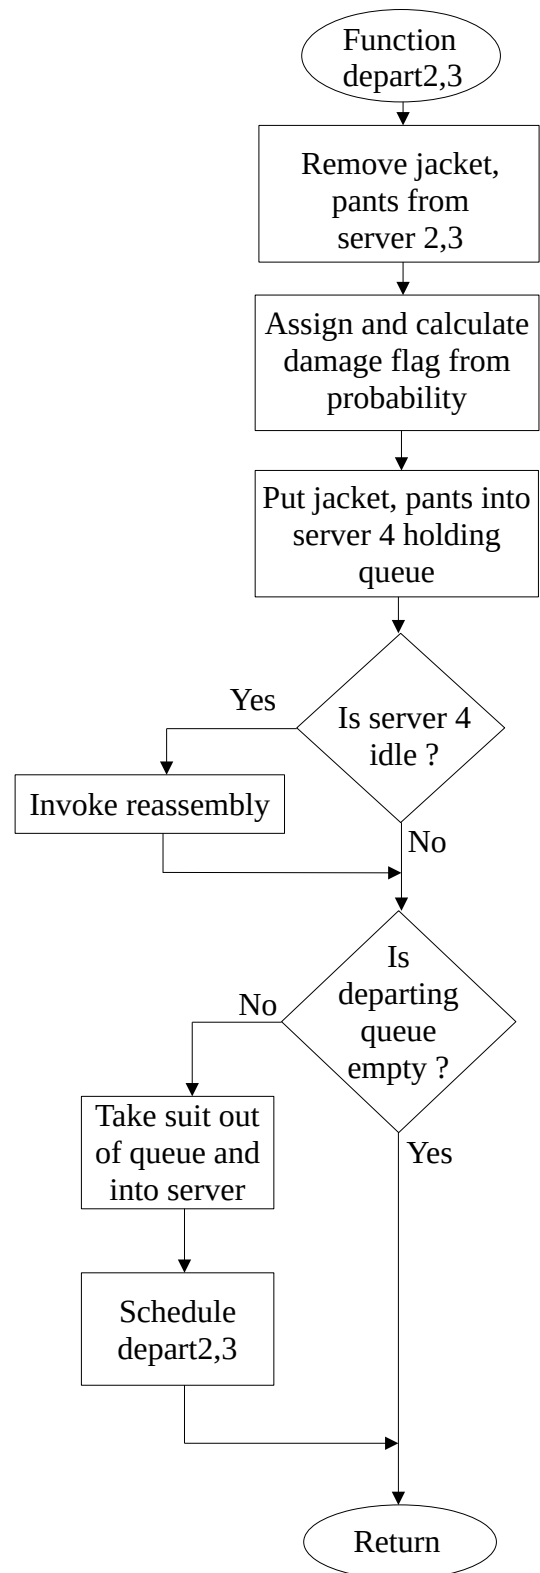 Function
depart2,3
Remove jacket,
pants from
server 2,3
Assign and calculate
damage flag from
probability
Put jacket, pants into
server 4 holding
queue
Yes
Is server 4
idle ?
Invoke reassembly
No
Is
departing
queue
empty ?
No
Take suit out
of queue and
into server
Yes
Schedule
depart2,3
Return